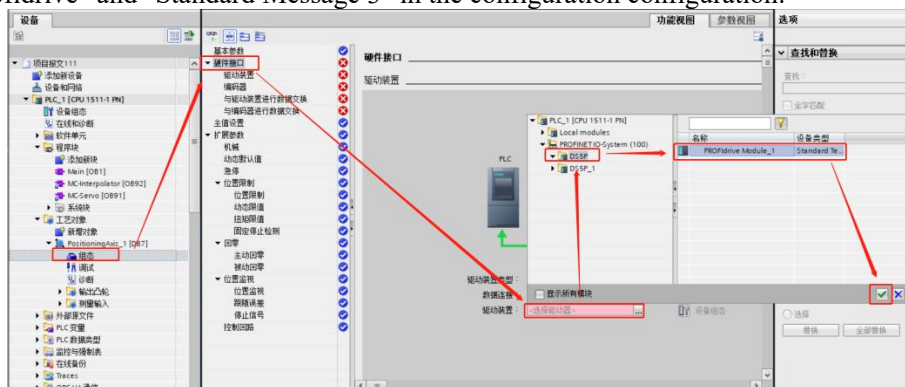 "Standard Message 3" in the configuration configuration.
设备
功能视图
参数视图
选项
项目报文111
添加新设备
设备和网络
PLC_1 [CPU 1511-1 PN]
设备组态
在线和诊断
软件单元
程序块
添加新块
Main [OB1]
MC-Interpolator [OB92]
MC-Servo [OB91]
系统块
工艺对象
新增对象
PositioningAxis_1 [DB7]
组态
调试
诊断
输出凸轮
测量输入
外部源文件
PLC 变量
PLC 数据类型
监控与强制表
在线备份
Traces
基本参数
硬件接口
驱动装置
编码器
与驱动装置进行数据交换
与编码器进行数据交换
主值设置
扩展参数
机械
动态默认值
急停
位置限制
位置限制
动态限值
扭矩限值
固定停止检测
回零
主动回零
被动回零
位置监视
位置监视
跟随误差
停止信号
控制回路
硬件接口
驱动装置
PLC
驱动装置类型：
数据连接
驱动装置：
<选择驱动器>
...
设备组态
PLC_1 [CPU 1511-1 PN]
Local modules
PROFINET IO-System (100)
DS5P
DS5P_1
名称
设备类型
PROFIdrive Module_1
Standard Te...
显示所有模块
查找和替换
查找：
全字匹配
选择
替换
全部替换